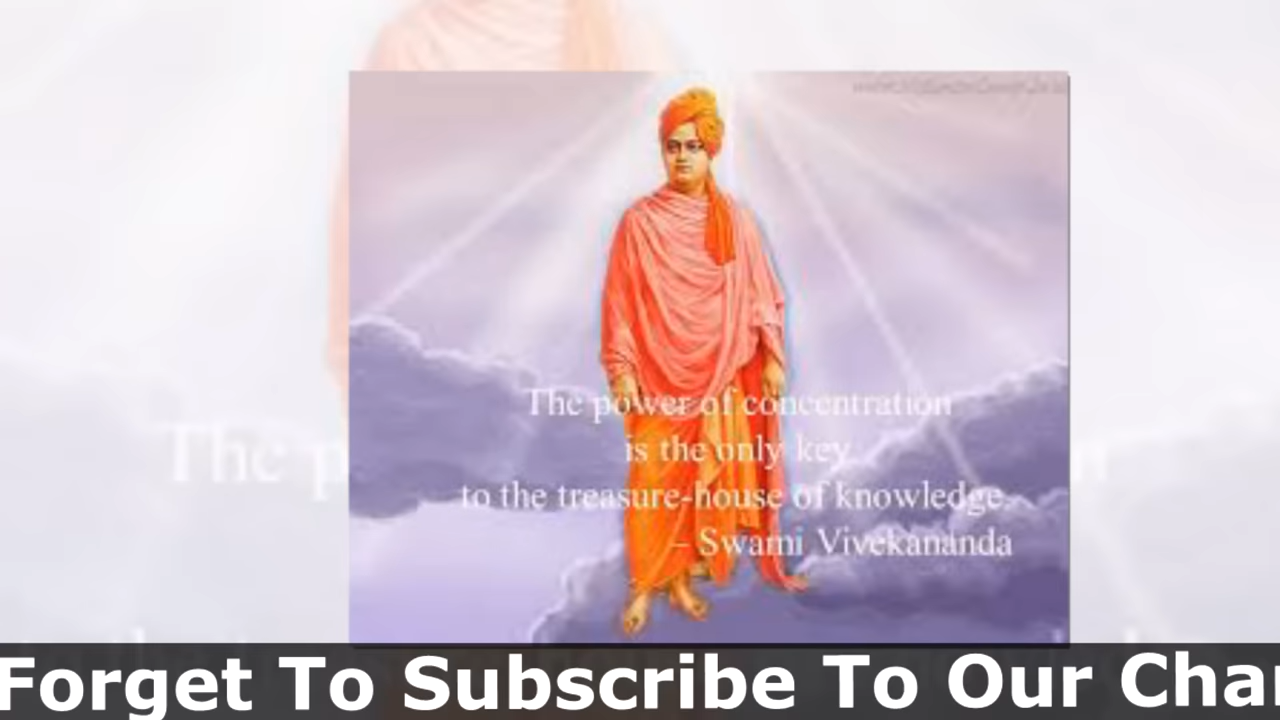 The power of concentration
is the only key
to the treasure-house of knowledge.
– Swami Vivekananda
Forget To Subscribe To Our Chan